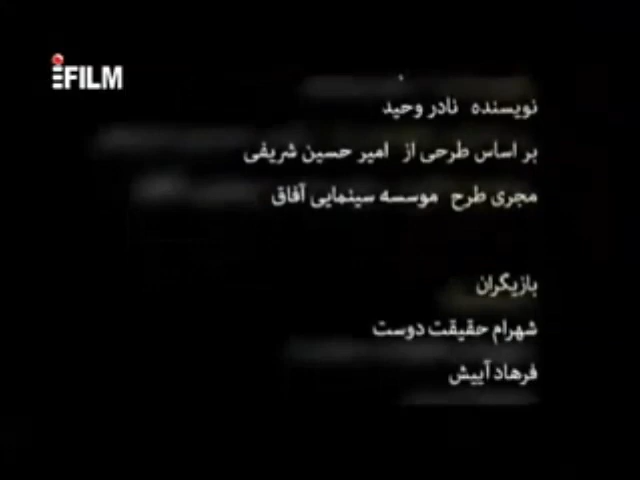 iFILM
نویسنده نادر وحید
بر اساس طرحی از امیر حسین شریفی
مجری طرح موسسه سینمایی آفاق
بازیگران
شهرام حقیقت دوست
فرهاد آییش